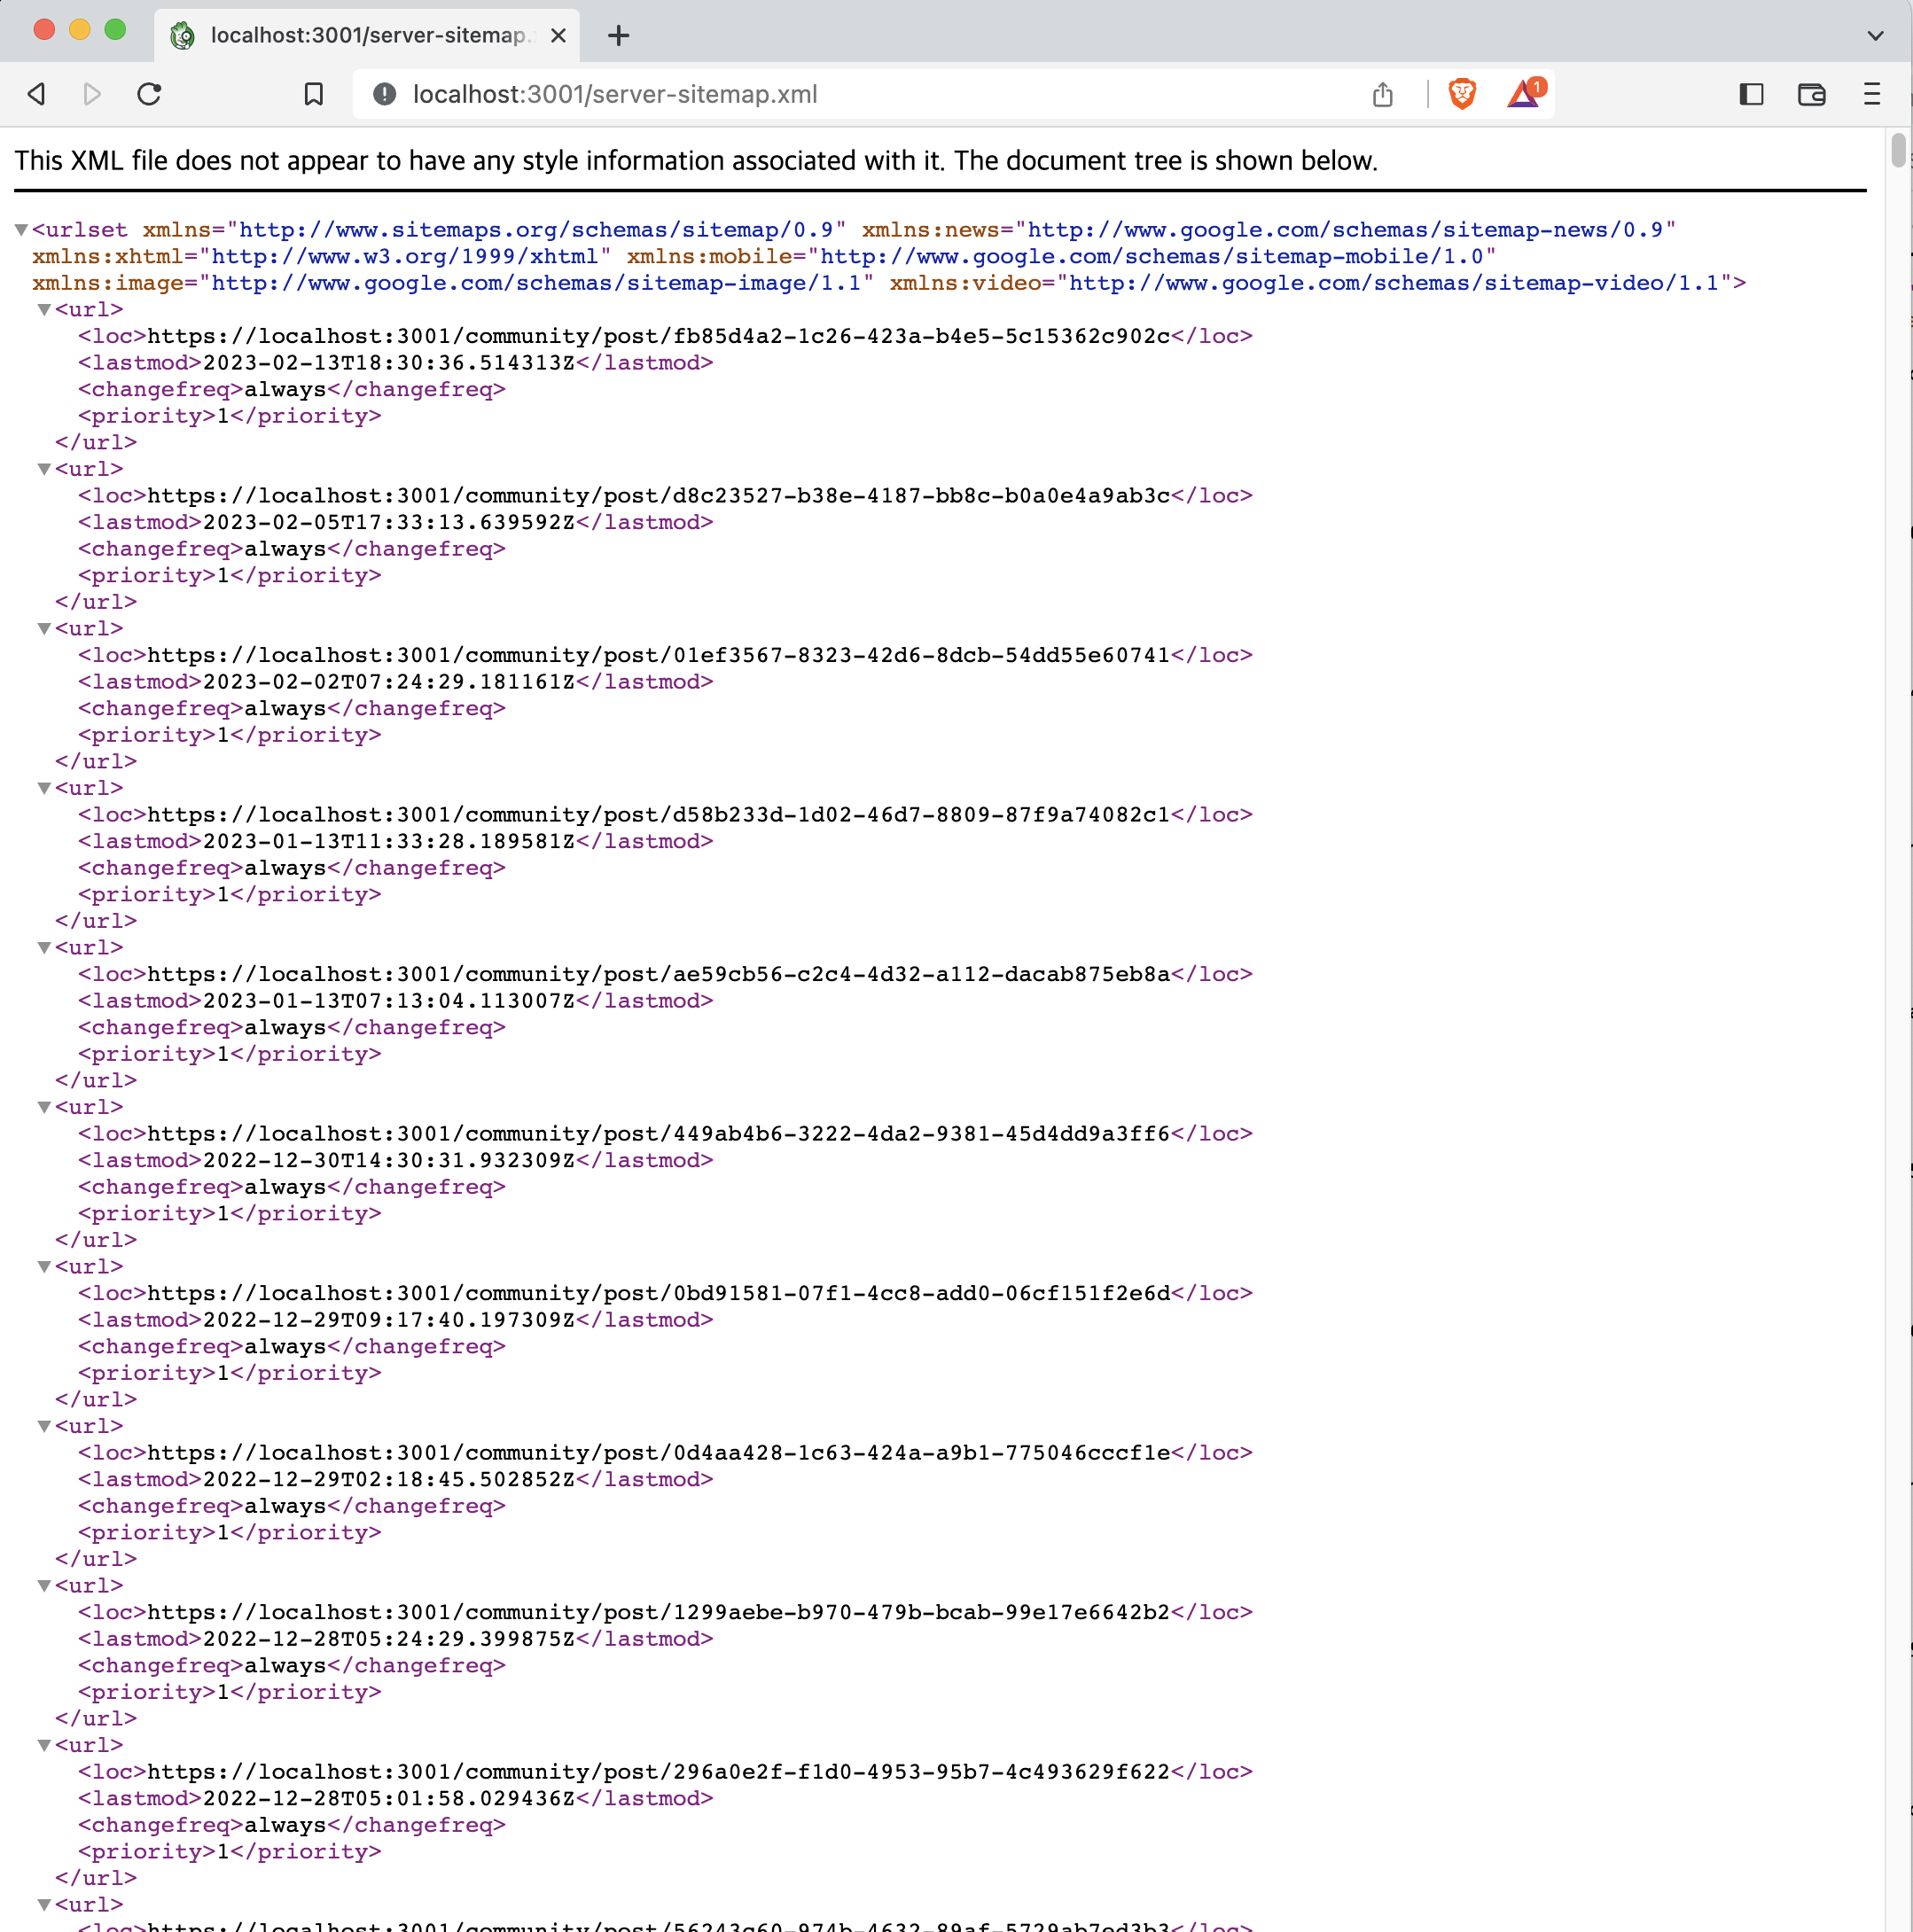 localhost:3001/server-sitemap.
localhost:3001/server-sitemap.xml
1
This XML file does not appear to have any style information associated with it. The document tree is shown below.
<urlset xmlns="http://www.sitemaps.org/schemas/sitemap/0.9" xmlns:news="http://www.google.com/schemas/sitemap-news/0.9"
xmlns:xhtml="http://www.w3.org/1999/xhtml" xmlns:mobile="http://www.google.com/schemas/sitemap-mobile/1.0"
xmlns:image="http://www.google.com/schemas/sitemap-image/1.1" xmlns:video="http://www.google.com/schemas/sitemap-video/1.1">
<url>
<loc>https://localhost:3001/community/post/fb85d4a2-1c26-423a-b4e5-5c15362c902c</loc>
<lastmod>2023-02-13T18:30:36.514313Z</lastmod>
<changefreq>always</changefreq>
<priority>1</priority>
</url>
<url>
<loc>https://localhost:3001/community/post/d8c23527-b38e-4187-bb8c-b0a0e4a9ab3c</loc>
<lastmod>2023-02-05T17:33:13.639592Z</lastmod>
<changefreq>always</changefreq>
<priority>1</priority>
</url>
<url>
<loc>https://localhost:3001/community/post/01ef3567-8323-42d6-8dcb-54dd55e60741</loc>
<lastmod>2023-02-02T07:24:29.181161Z</lastmod>
<changefreq>always</changefreq>
<priority>1</priority>
</url>
<url>
<loc>https://localhost:3001/community/post/d58b233d-1d02-46d7-8809-87f9a74082c1</loc>
<lastmod>2023-01-13T11:33:28.189581Z</lastmod>
<changefreq>always</changefreq>
<priority>1</priority>
</url>
<url>
<loc>https://localhost:3001/community/post/ae59cb56-c2c4-4d32-a112-dacab875eb8a</loc>
<lastmod>2023-01-13T07:13:04.113007Z</lastmod>
<changefreq>always</changefreq>
<priority>1</priority>
</url>
<url>
<loc>https://localhost:3001/community/post/449ab4b6-3222-4da2-9381-45d4dd9a3ff6</loc>
<lastmod>2022-12-30T14:30:31.932309Z</lastmod>
<changefreq>always</changefreq>
<priority>1</priority>
</url>
<url>
<loc>https://localhost:3001/community/post/0bd91581-07f1-4cc8-add0-06cf151f2e6d</loc>
<lastmod>2022-12-29T09:17:40.197309Z</lastmod>
<changefreq>always</changefreq>
<priority>1</priority>
</url>
<url>
<loc>https://localhost:3001/community/post/0d4aa428-1c63-424a-a9b1-775046cccf1e</loc>
<lastmod>2022-12-29T02:18:45.502852Z</lastmod>
<changefreq>always</changefreq>
<priority>1</priority>
</url>
<url>
<loc>https://localhost:3001/community/post/1299aebe-b970-479b-bcab-99e17e6642b2</loc>
<lastmod>2022-12-28T05:24:29.399875Z</lastmod>
<changefreq>always</changefreq>
<priority>1</priority>
</url>
<url>
<loc>https://localhost:3001/community/post/296a0e2f-f1d0-4953-95b7-4c493629f622</loc>
<lastmod>2022-12-28T05:01:58.029436Z</lastmod>
<changefreq>always</changefreq>
<priority>1</priority>
</url>
<url>
<loc>https://localhost:3001/community/post/56243c60-974b-4632-89af-5729ab7ed3b3</loc>